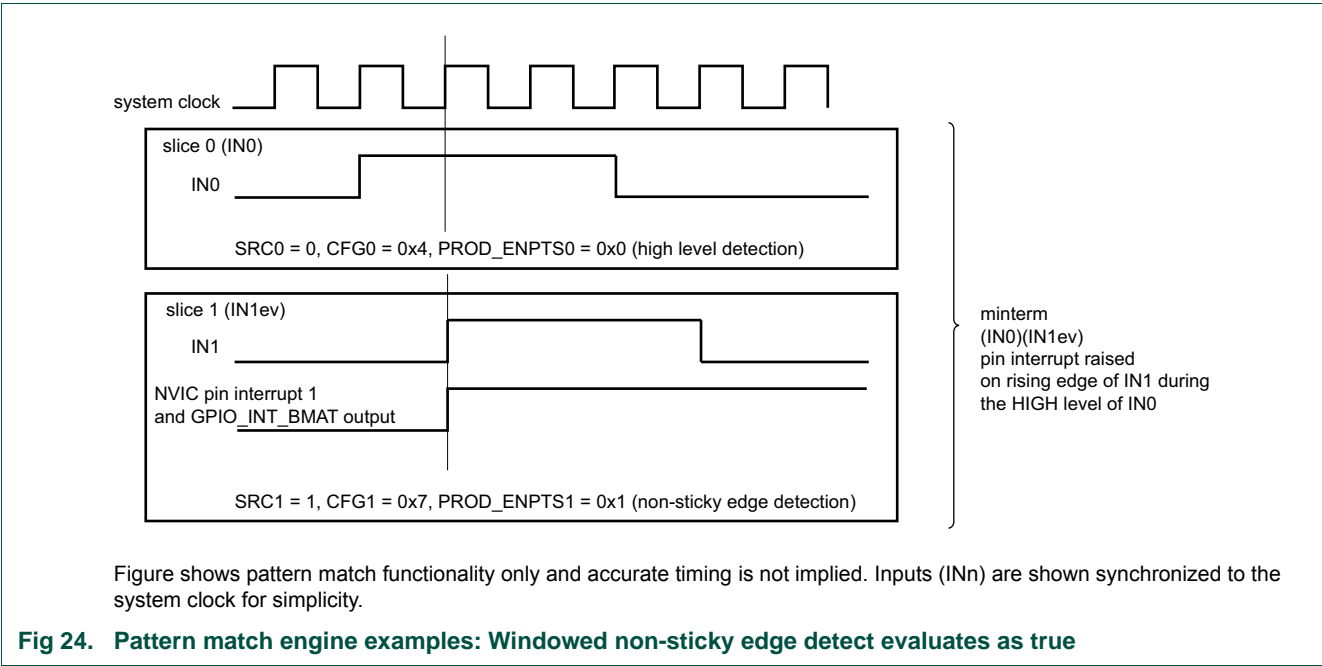 system clock
slice 0 (IN0)
IN0
SRC0 = 0, CFG0 = 0x4, PROD_ENPTS0 = 0x0 (high level detection)
slice 1 (IN1ev)
IN1
NVIC pin interrupt 1
and GPIO_INT_BMAT output
SRC1 = 1, CFG1 = 0x7, PROD_ENPTS1 = 0x1 (non-sticky edge detection)
minterm
(IN0)(IN1ev)
pin interrupt raised
on rising edge of IN1 during
the HIGH level of IN0
Figure shows pattern match functionality only and accurate timing is not implied. Inputs (INn) are shown synchronized to the
system clock for simplicity.
Fig 24. Pattern match engine examples: Windowed non-sticky edge detect evaluates as true